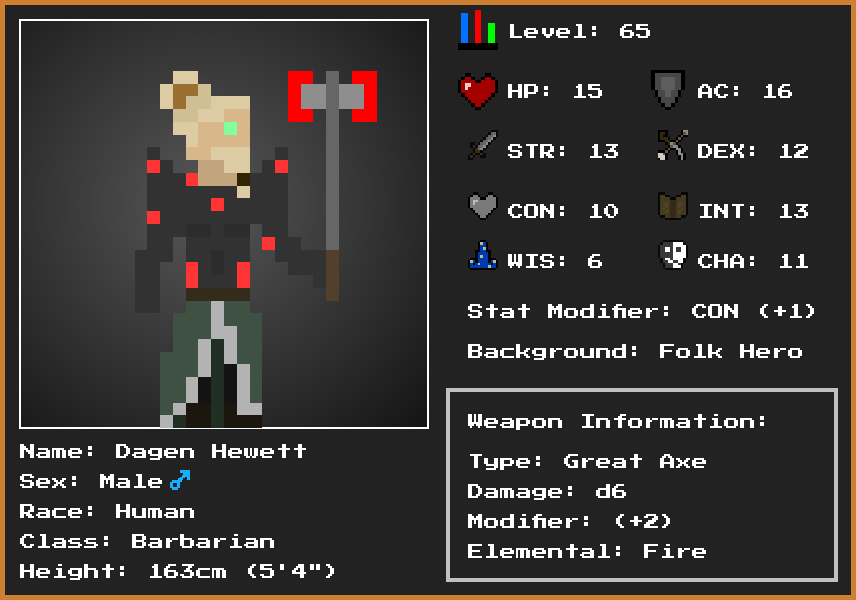 Level: 65
HP: 15
AC: 16
STR: 13
DEX: 12
CON: 10
INT: 13
WIS: 6
CHA: 11
Stat Modifier: CON (+1)
Background: Folk Hero
Weapon Information:
Type: Great Axe
Damage: d6
Modifier: (+2)
Elemental: Fire
Name: Dagen Hewett
Sex: Male ♂
Race: Human
Class: Barbarian
Height: 163cm (5'4")